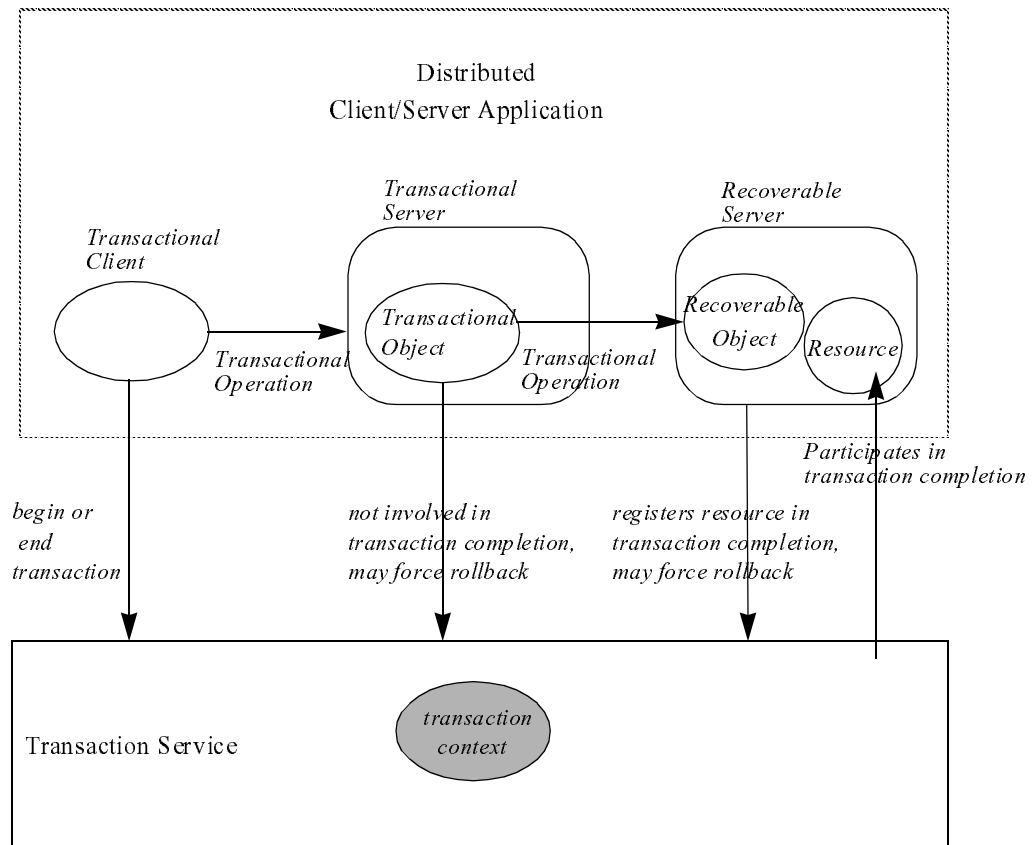 Distributed
Client/Server Application
Transactional
Server
Recoverable
Server
Transactional
Client
Transactional
Object
Recoverable
Object
Resource
Transactional
Operation
Transactional
Operation
Participates in
transaction completion
begin or
end
transaction
not involved in
transaction completion,
may force rollback
registers resource in
transaction completion,
may force rollback
Transaction Service
transaction
context